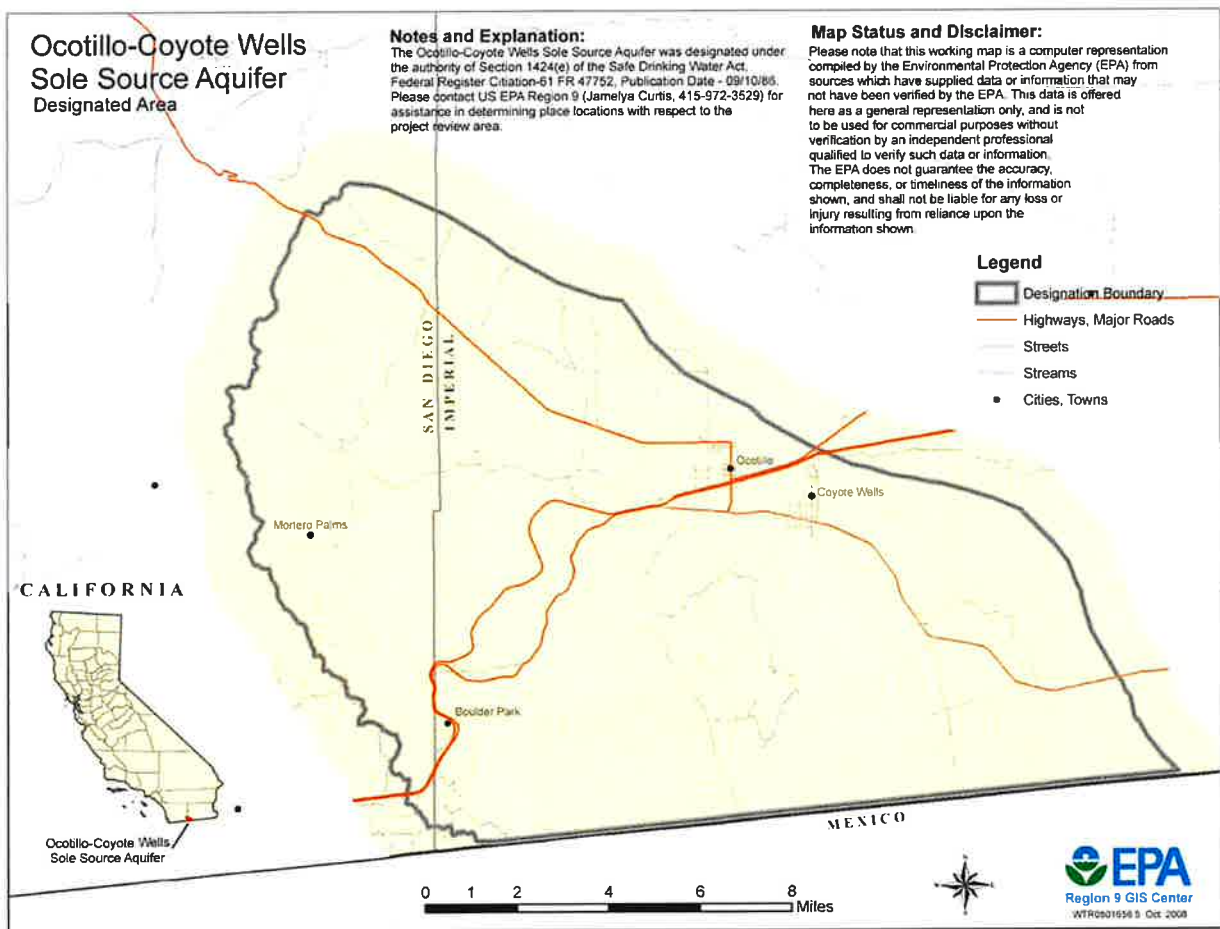 Ocotillo-Coyote Wells
Sole Source Aquifer
Designated Area
Notes and Explanation:
The Ocotillo-Coyote Wells Sole Source Aquifer was designated under
the authority of Section 1424(e) of the Safe Drinking Water Act,
Federal Register Citation-61 FR 47752, Publication Date - 09/10/86.
Please contact US EPA Region 9 (Jamelya Curtis, 415-972-3529) for
assistance in determining place locations with respect to the
project review area.
Map Status and Disclaimer:
Please note that this working map is a computer representation
compiled by the Environmental Protection Agency (EPA) from
sources which have supplied data or information that may
not have been verified by the EPA. This data is offered
here as a general representation only, and is not
to be used for commercial purposes without
verification by an independent professional
qualified to verify such data or information.
The EPA does not guarantee the accuracy,
completeness, or timeliness of the information
shown, and shall not be liable for any loss or
injury resulting from reliance upon the
information shown.
Legend
Designation Boundary
Highways, Major Roads
Streets
Streams
Cities, Towns
SAN DIEGO
IMPERIAL
Ocotillo
Coyote Wells
Mortero Palms
Boulder Park
CALIFORNIA
Ocotillo-Coyote Wells
Sole Source Aquifer
MEXICO
0 1 2 4 6 8
Miles
EPA
Region 9 GIS Center
Oct 2008